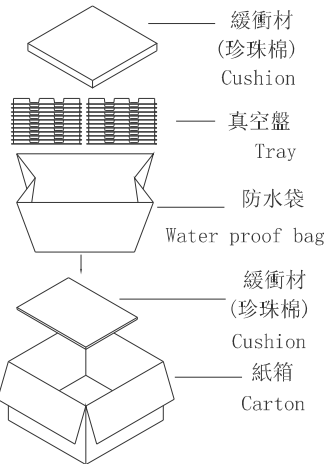 緩衝材
(珍珠棉)
Cushion
真空盤
Tray
防水袋
Water proof bag
緩衝材
(珍珠棉)
Cushion
紙箱
Carton